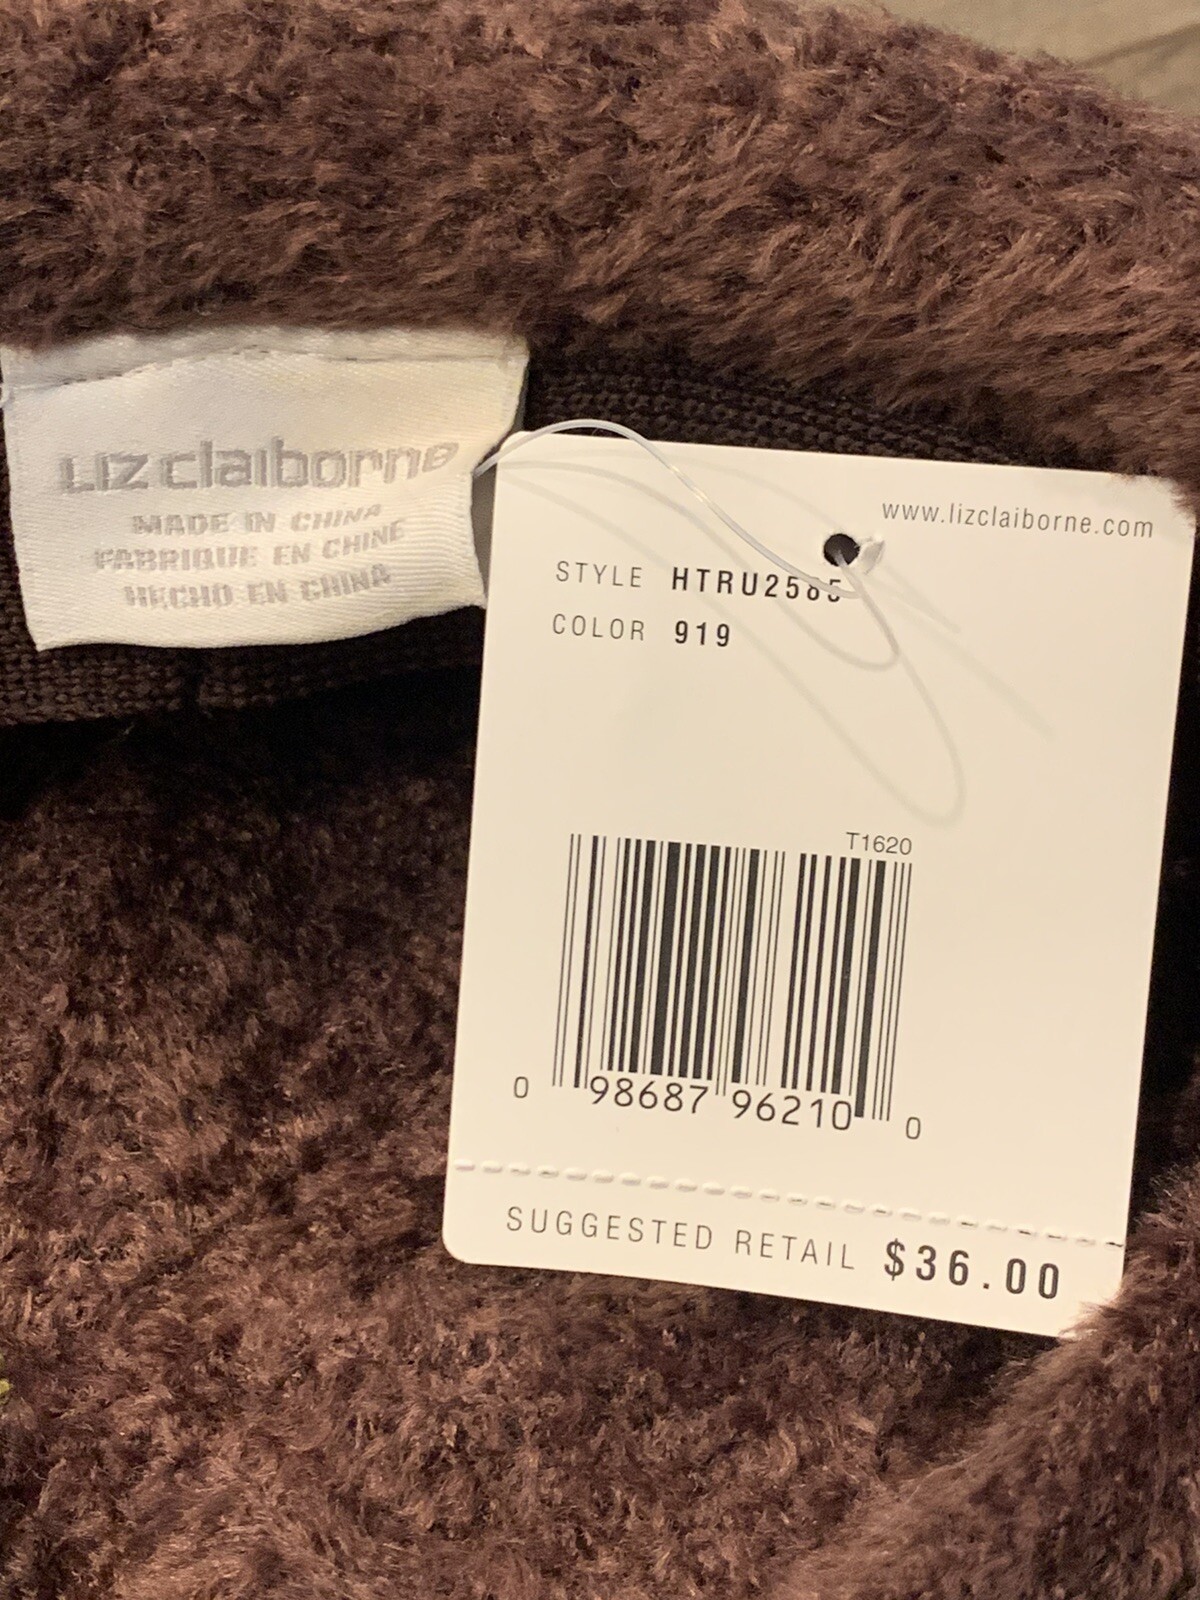 LIZ claiborne
MADE IN CHINA
FABRIQUE EN CHINE
HECHO EN CHINA
www.lizclaiborne.com
STYLE HTRU2585
COLOR 919
T1620
0 98687 96210 0
SUGGESTED RETAIL $36.00